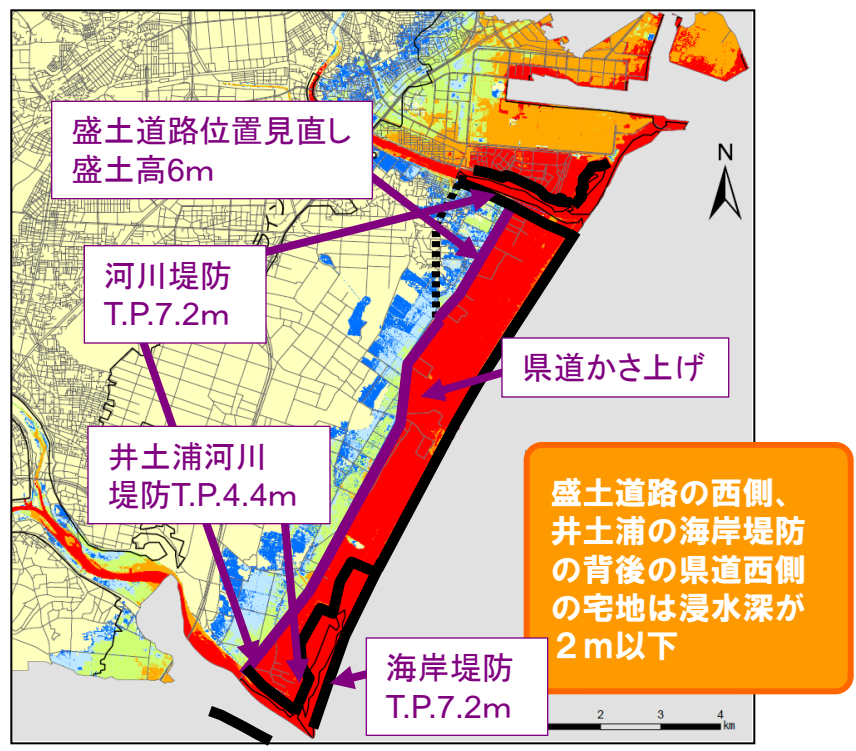 盛土道路位置見直し
盛土高6m
N
河川堤防
T.P.7.2m
県道かさ上げ
井土浦河川
堤防T.P.4.4m
盛土道路の西側、
井土浦の海岸堤防
の背後の県道西側
の宅地は浸水深が
２ｍ以下
海岸堤防
T.P.7.2m
2 3 4
km